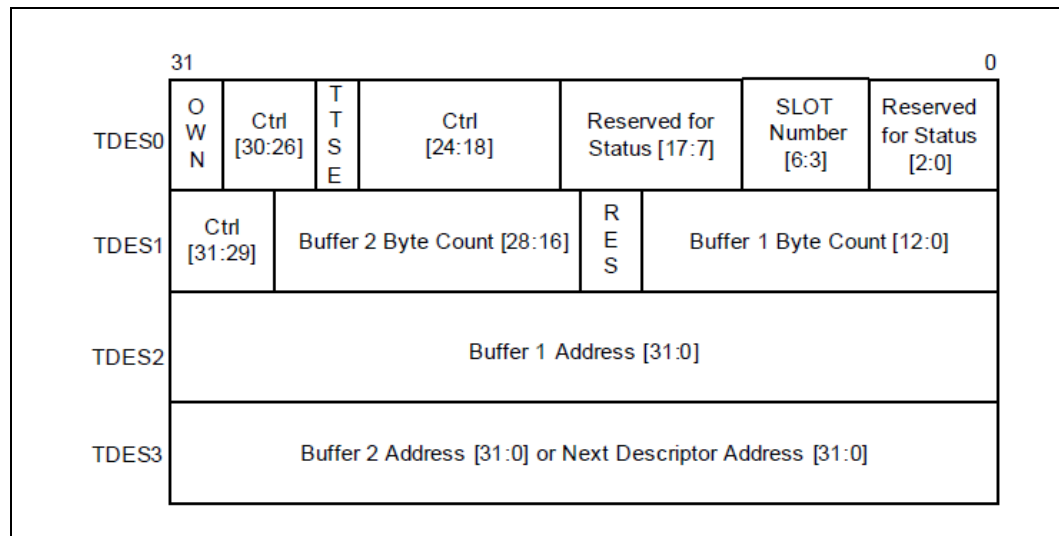 31 0
TDES0
OWN
Ctrl
[30:26]
TTSE
Ctrl
[24:18]
Reserved for
Status [17:7]
SLOT
Number
[6:3]
Reserved
for Status
[2:0]
TDES1
Ctrl
[31:29]
Buffer 2 Byte Count [28:16]
RES
Buffer 1 Byte Count [12:0]
TDES2
Buffer 1 Address [31:0]
TDES3
Buffer 2 Address [31:0] or Next Descriptor Address [31:0]